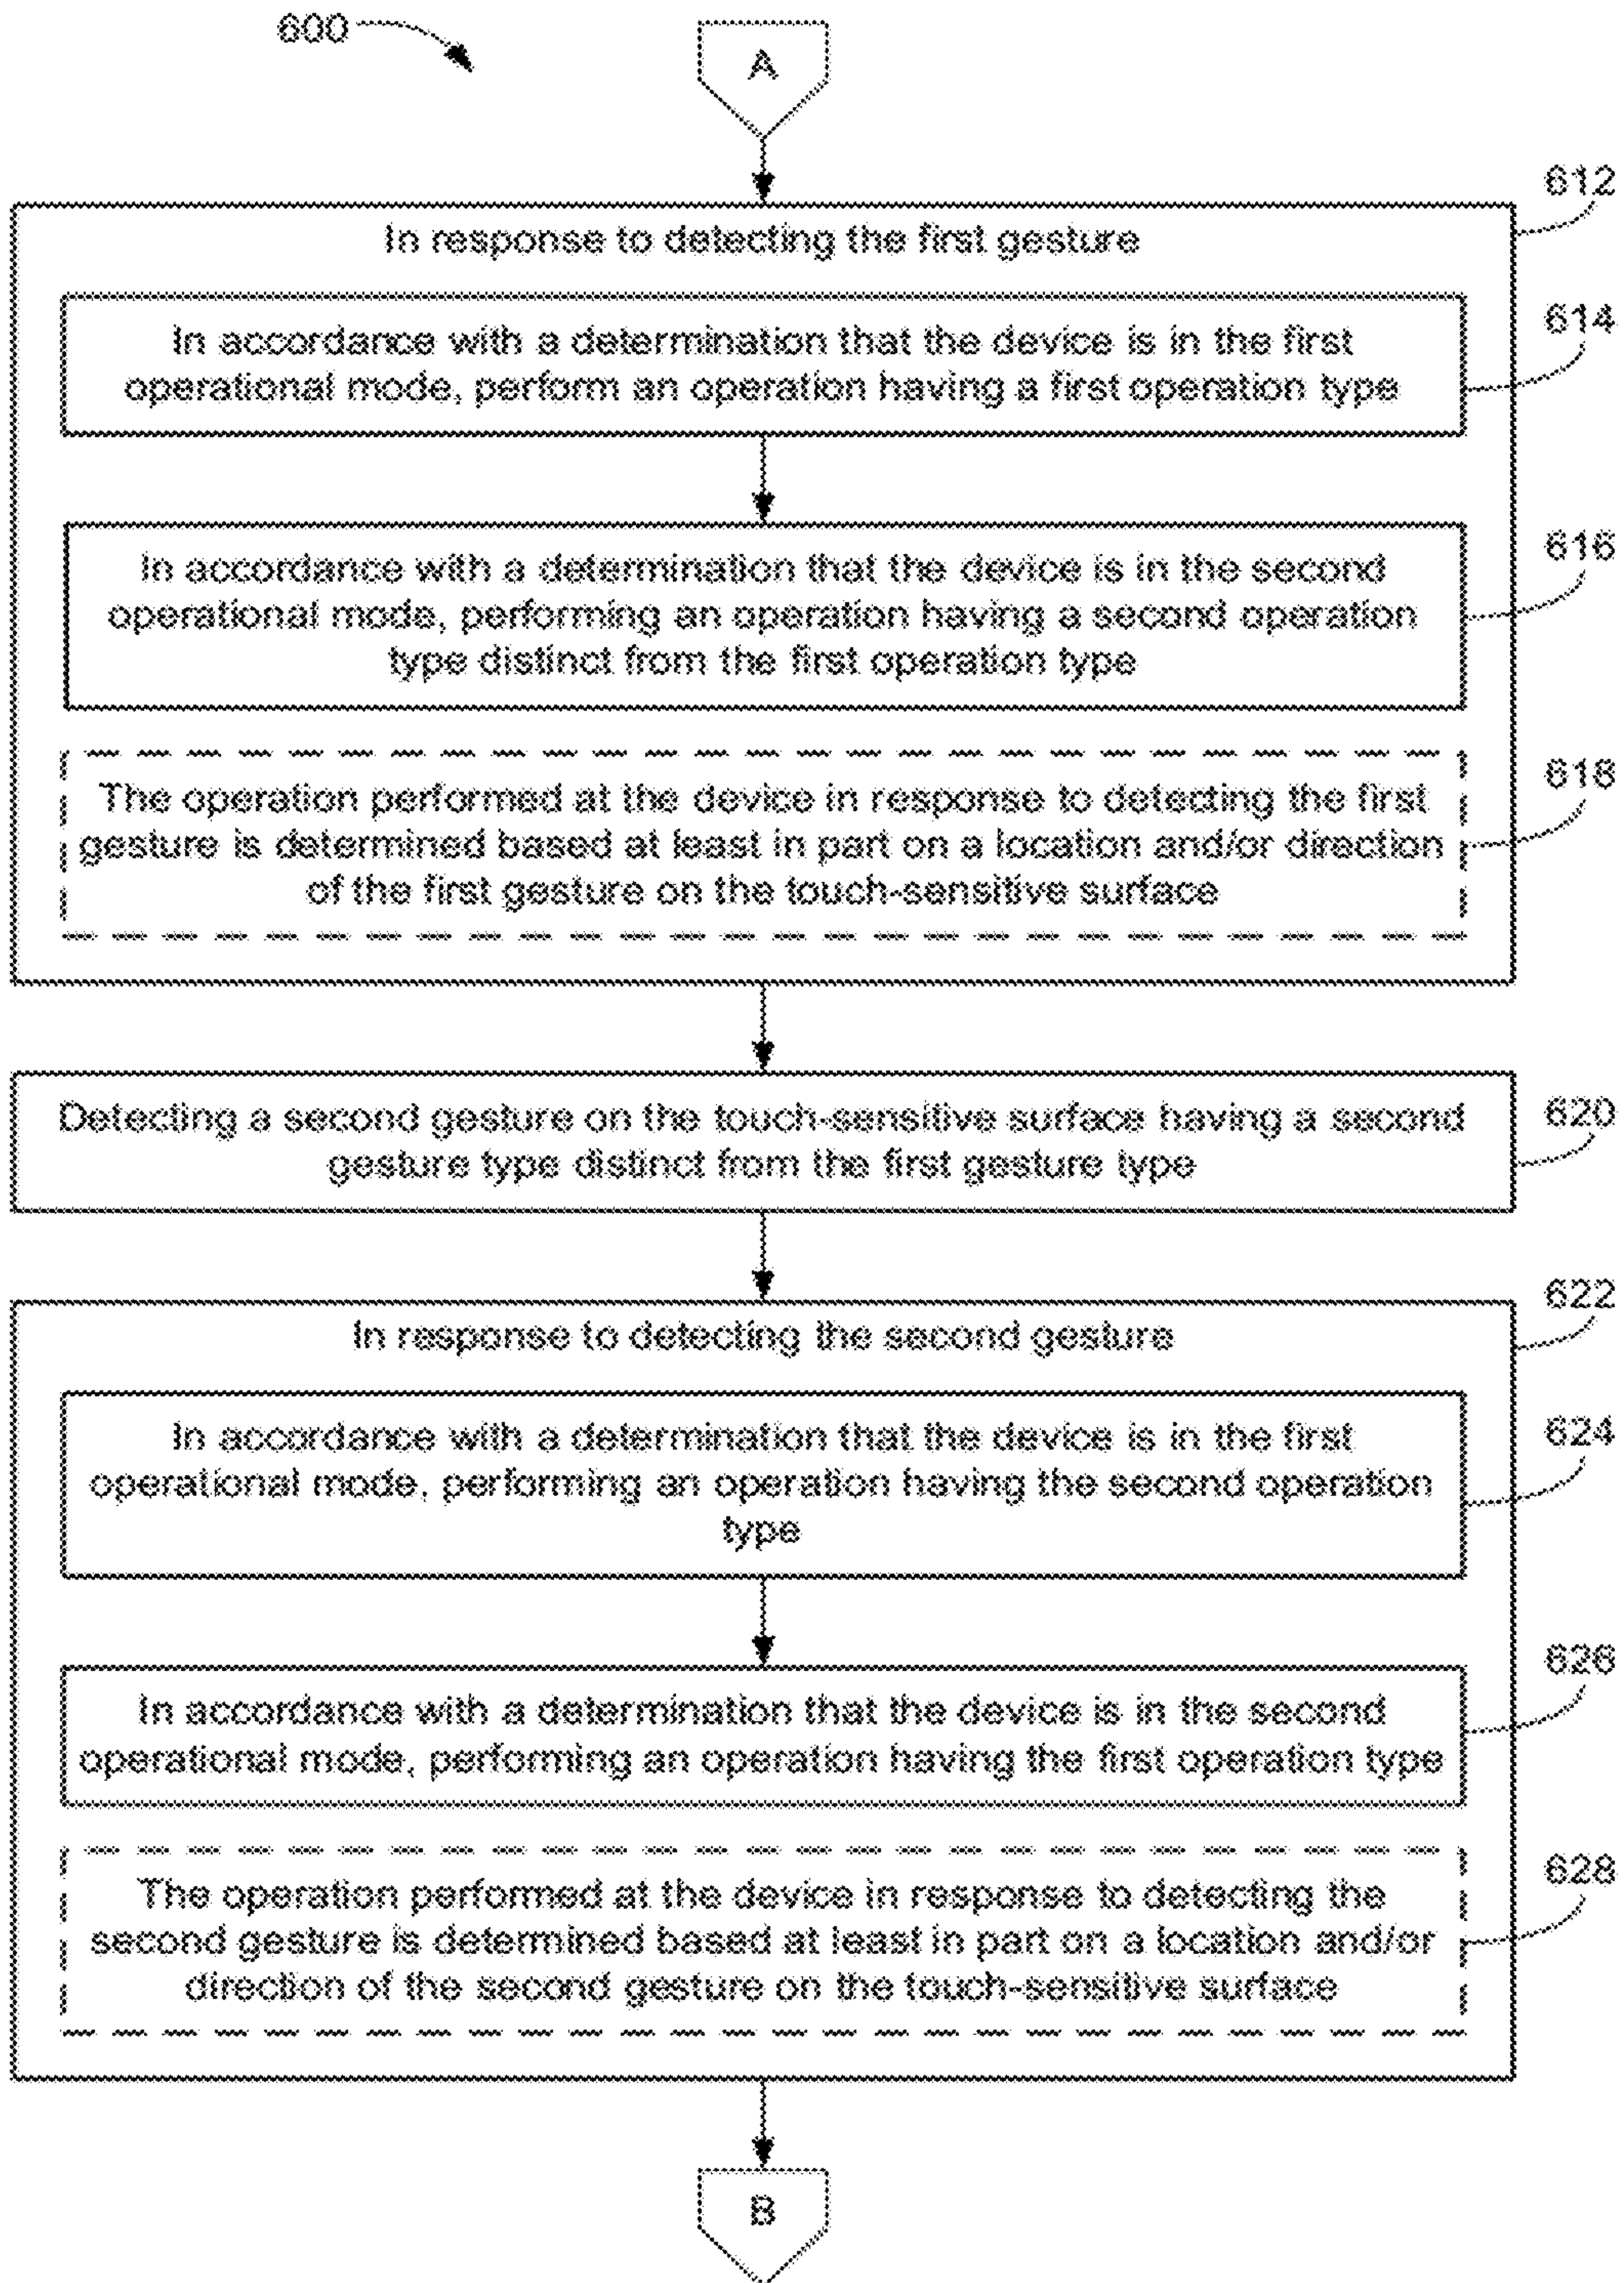 600
A
612
In response to detecting the first gesture
614
In accordance with a determination that the device is in the first
operational mode, perform an operation having a first operation type
616
In accordance with a determination that the device is in the second
operational mode, performing an operation having a second operation
type distinct from the first operation type
618
The operation performed at the device in response to detecting the first
gesture is determined based at least in part on a location and/or direction
of the first gesture on the touch-sensitive surface
620
Detecting a second gesture on the touch-sensitive surface having a second
gesture type distinct from the first gesture type
622
In response to detecting the second gesture
624
In accordance with a determination that the device is in the first
operational mode, performing an operation having the second operation
type
626
In accordance with a determination that the device is in the second
operational mode, performing an operation having the first operation type
628
The operation performed at the device in response to detecting the
second gesture is determined based at least in part on a location and/or
direction of the second gesture on the touch-sensitive surface
B